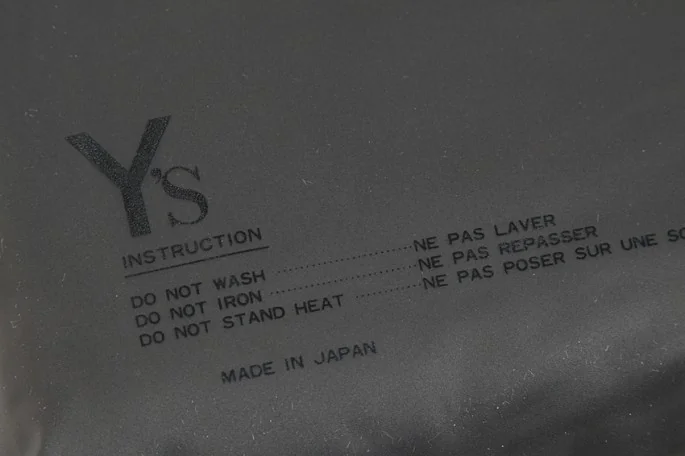 Y's
INSTRUCTION
DO NOT WASH ................ NE PAS LAVER
DO NOT IRON ................ NE PAS REPASSER
DO NOT STAND HEAT ......... NE PAS POSER SUR UNE
MADE IN JAPAN